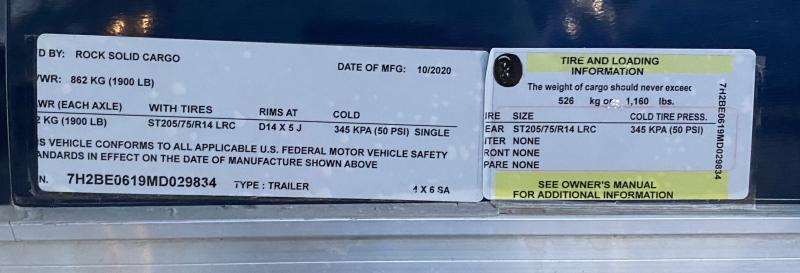 D BY: ROCK SOLID CARGO
DATE OF MFG: 10/2020
VWR: 862 KG (1900 LB)
WR (EACH AXLE) WITH TIRES RIMS AT COLD
2 KG (1900 LB) ST205/75/R14 LRC D14 X 5 J 345 KPA (50 PSI) SINGLE
S VEHICLE CONFORMS TO ALL APPLICABLE U.S. FEDERAL MOTOR VEHICLE SAFETY
ANDARDS IN EFFECT ON THE DATE OF MANUFACTURE SHOWN ABOVE
N. 7H2BE0619MD029834 TYPE : TRAILER 4 X 6 SA
TIRE AND LOADING
INFORMATION
The weight of cargo should never exceed
526 kg or 1,160 lbs.
IRE SIZE COLD TIRE PRESS.
EAR ST205/75/R14 LRC 345 KPA (50 PSI)
NTER NONE
RONT NONE
PARE NONE
7H2BE0619MD029834
SEE OWNER'S MANUAL
FOR ADDITIONAL INFORMATION